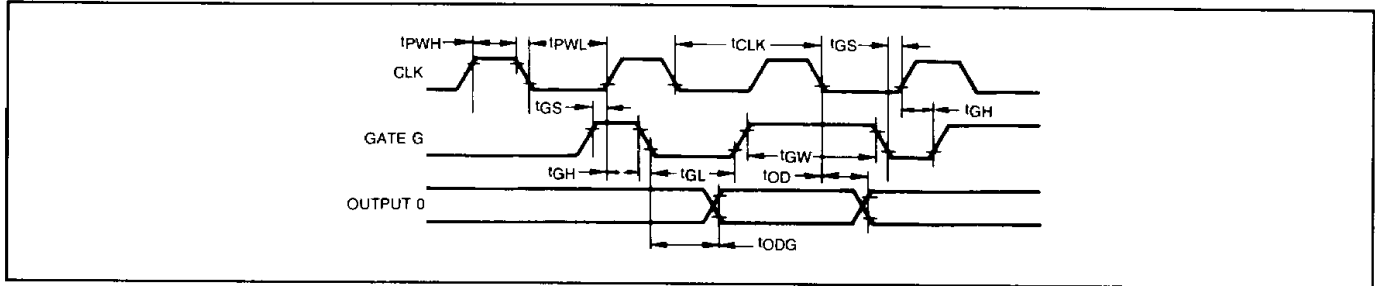 tPWH tPWL tCLK tGS
CLK
tGS tGH
GATE G
tGH tGL tGW tOD
OUTPUT 0
tODG